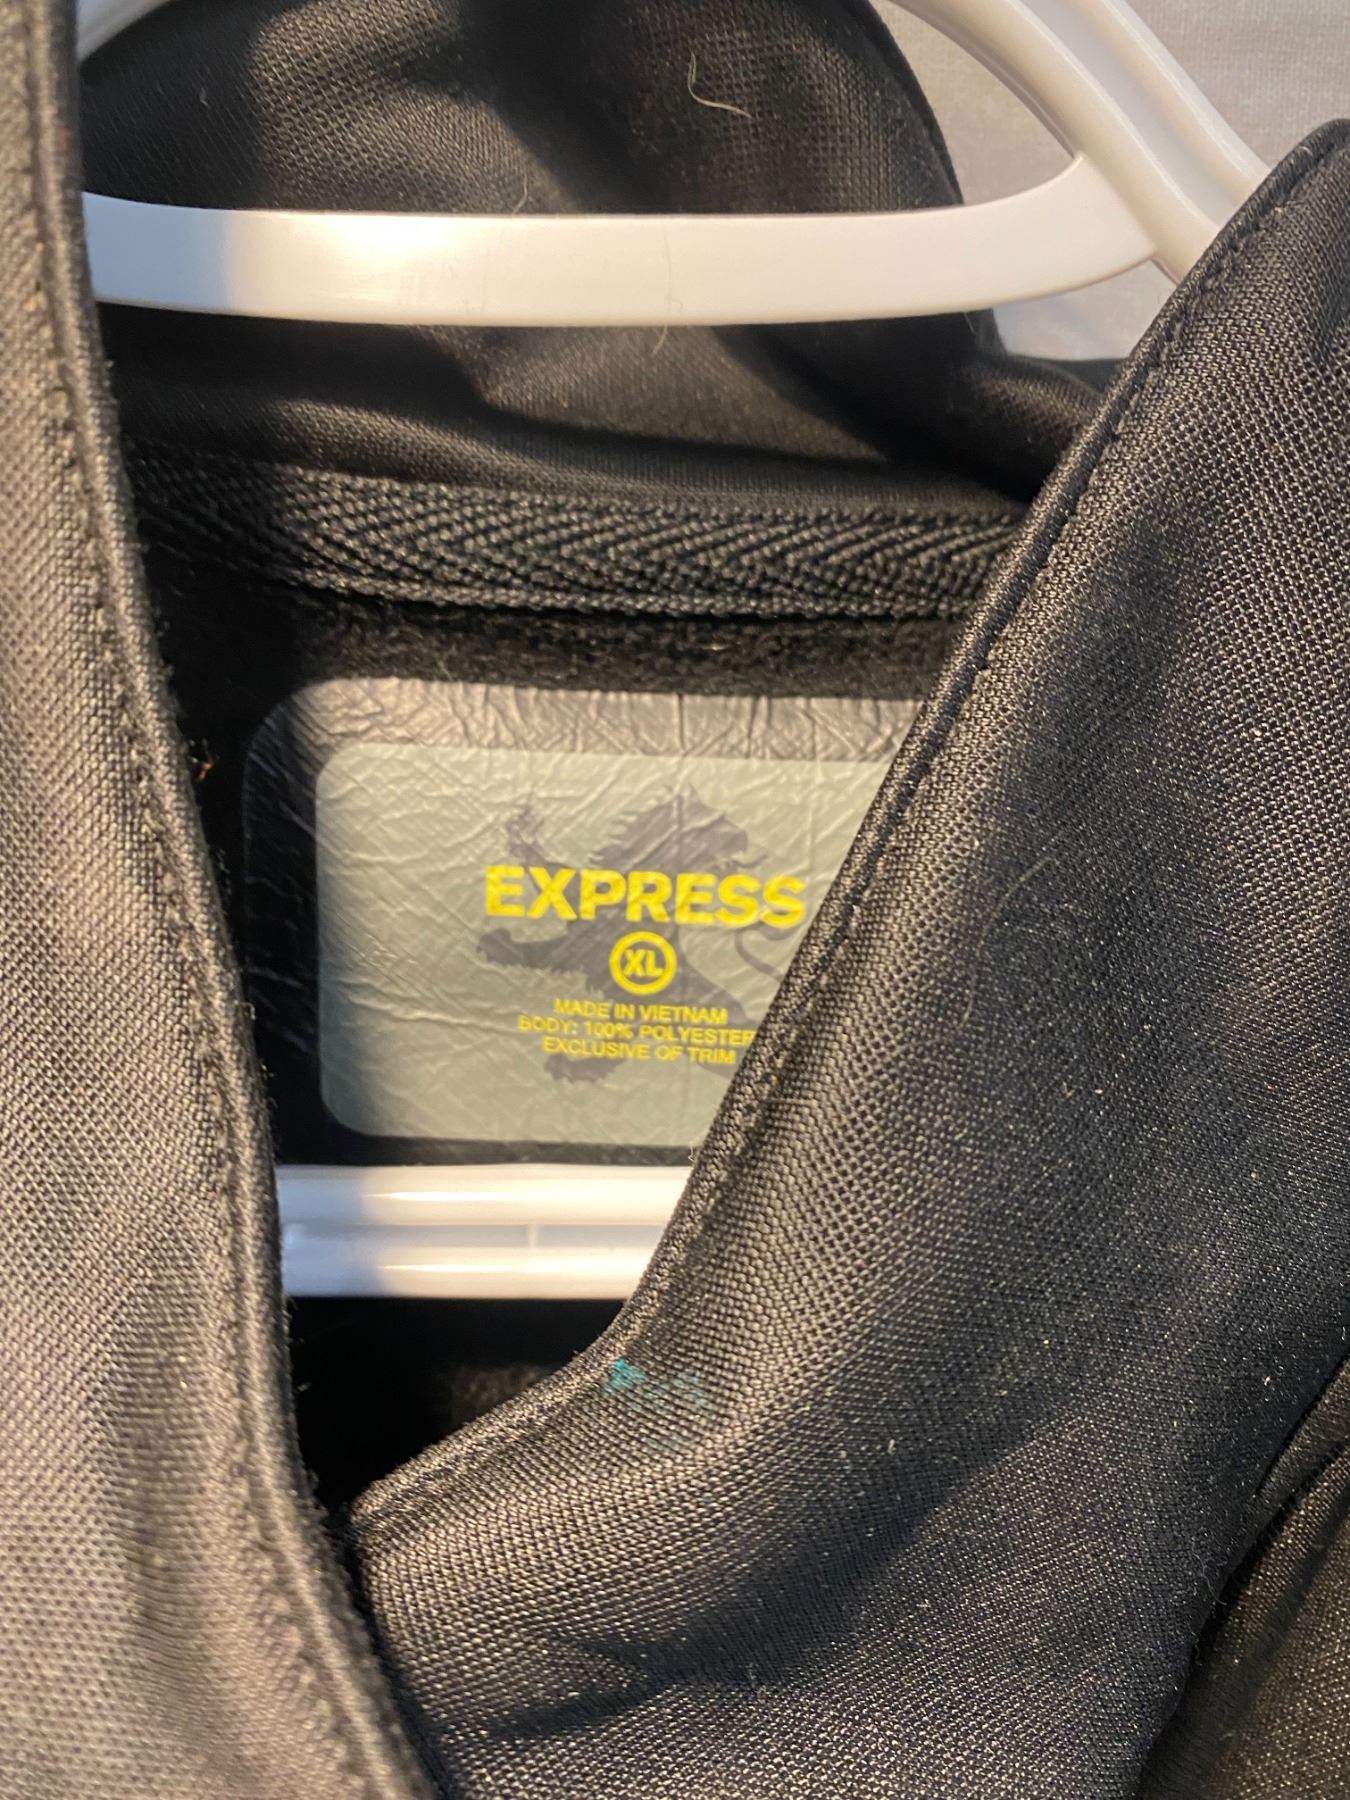 EXPRESS
XL
MADE IN VIETNAM
BODY: 100% POLYESTER
EXCLUSIVE OF TRIM